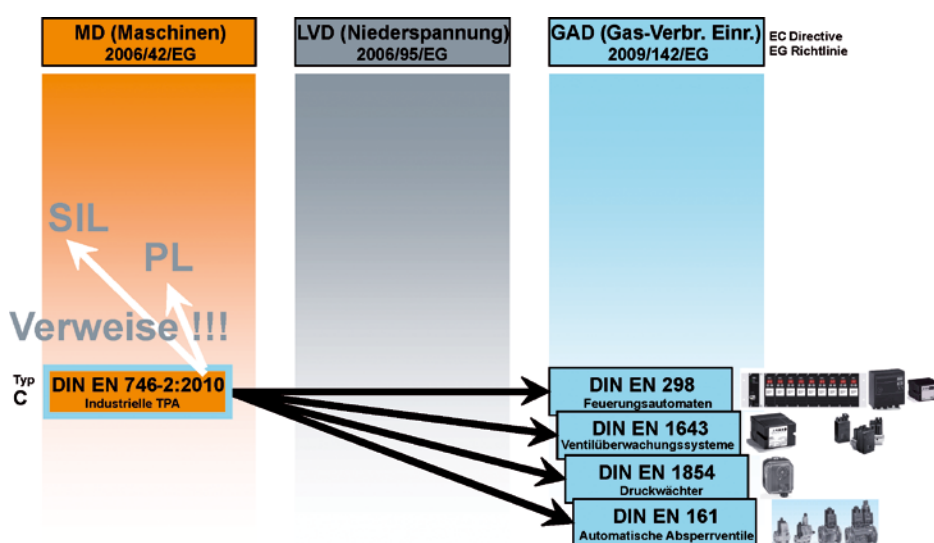 MD (Maschinen)
2006/42/EG
LVD (Niederspannung)
2006/95/EG
GAD (Gas-Verbr. Einr.)
2009/142/EG
EC Directive
EG Richtlinie
SIL
PL
Verweise !!!
Typ
C
DIN EN 746-2:2010
Industrielle TPA
DIN EN 298
Feuerungsautomaten
DIN EN 1643
Ventilüberwachungssysteme
DIN EN 1854
Druckwächter
DIN EN 161
Automatische Absperrventile